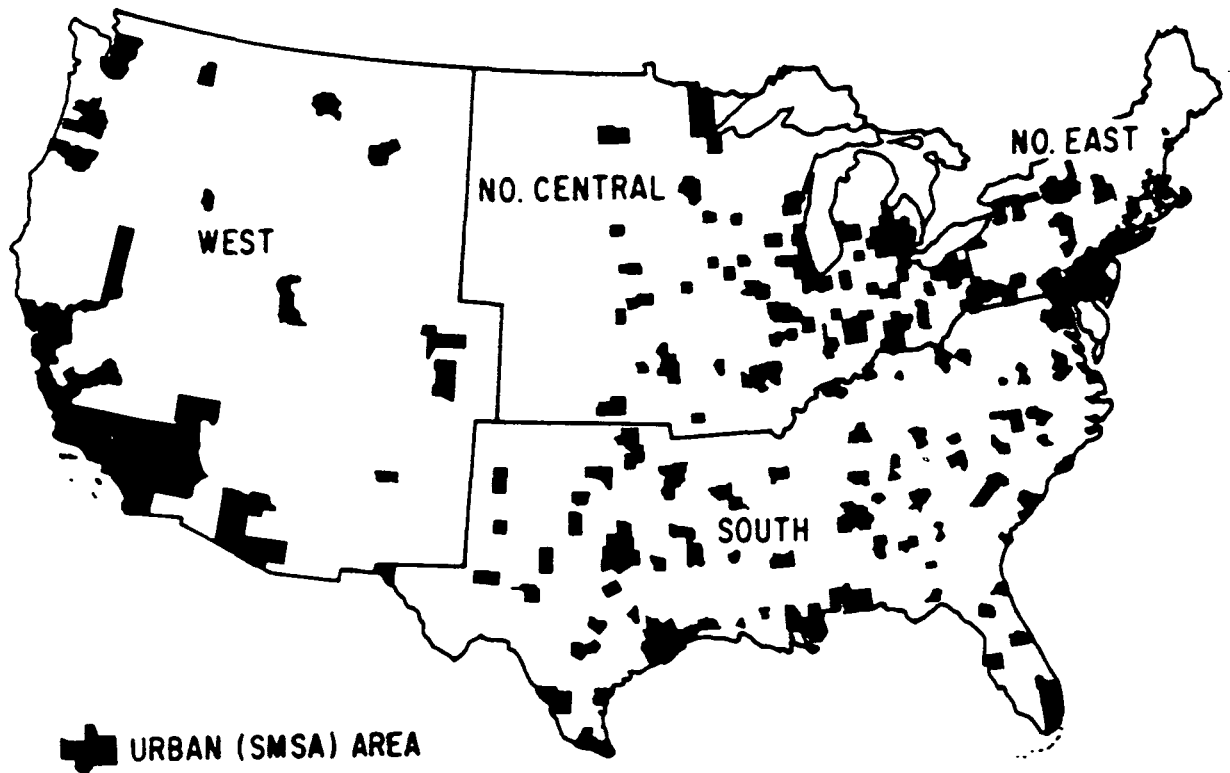 NO. EAST
NO. CENTRAL
WEST
SOUTH
URBAN (SMSA) AREA